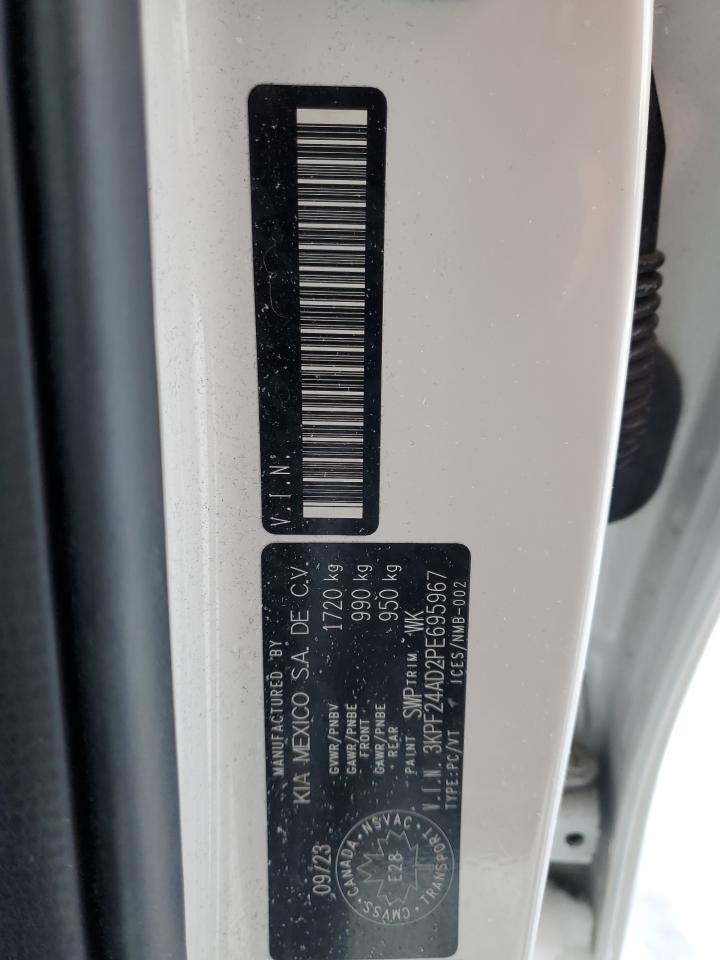 V.I.N.
MANUFACTURED BY
KIA MEXICO S.A. DE C.V.
09/23
GVWR/PNBV 1720 kg
GAWR/PNBE FRONT 990 kg
GAWR/PNBE REAR 950 kg
PAINT SWP TRIM WK
V.I.N. 3KPF24AD2PE695967
TYPE:PC/VT ICES/NMB-002
CANADA · NSVAC · TRANSPORT · CMVSS
E28